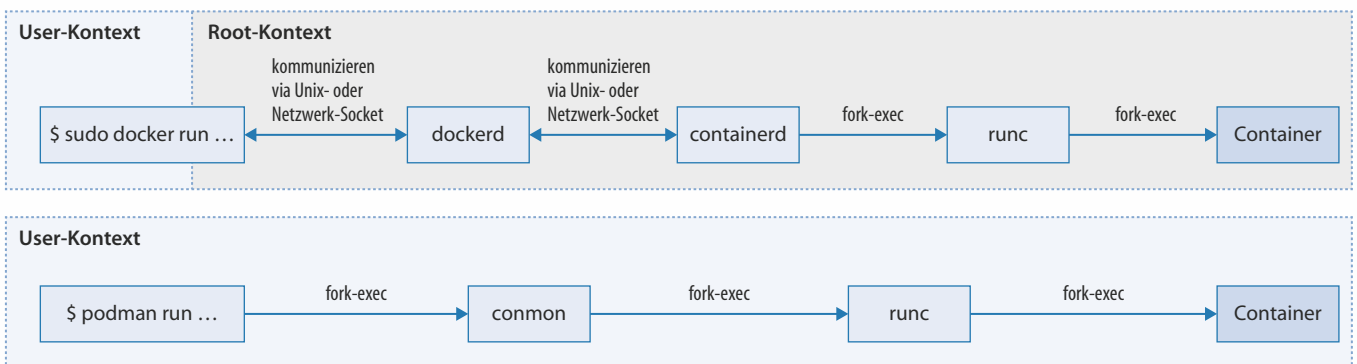 User-Kontext
Root-Kontext
kommunizieren
via Unix- oder
Netzwerk-Socket
kommunizieren
via Unix- oder
Netzwerk-Socket
fork-exec
fork-exec
$ sudo docker run …
dockerd
containerd
runc
Container
User-Kontext
fork-exec
fork-exec
fork-exec
$ podman run …
conmon
runc
Container